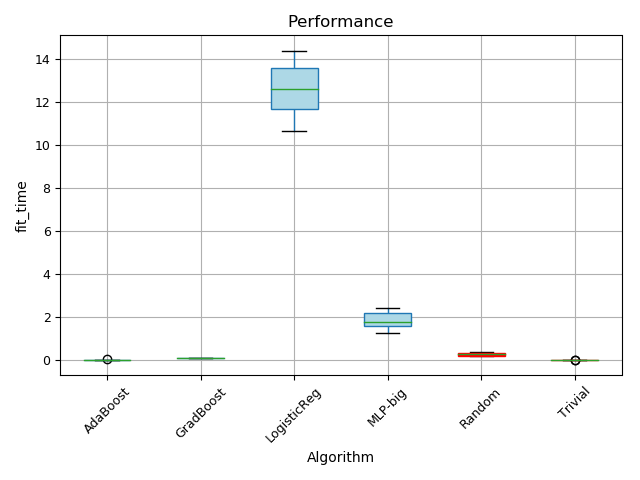 Performance
14
12
10
8
6
4
2
0
fit_time
AdaBoost
GradBoost
LogisticReg
MLP-big
Random
Trivial
Algorithm